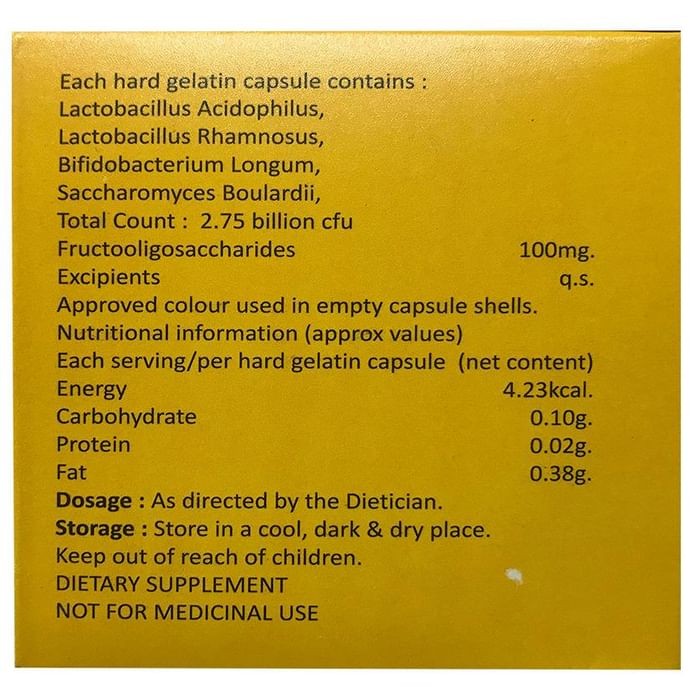 Each hard gelatin capsule contains :
Lactobacillus Acidophilus,
Lactobacillus Rhamnosus,
Bifidobacterium Longum,
Saccharomyces Boulardii,
Total Count : 2.75 billion cfu
Fructooligosaccharides 100mg.
Excipients q.s.
Approved colour used in empty capsule shells.
Nutritional information (approx values)
Each serving/per hard gelatin capsule (net content)
Energy 4.23kcal.
Carbohydrate 0.10g.
Protein 0.02g.
Fat 0.38g.
Dosage : As directed by the Dietician.
Storage : Store in a cool, dark & dry place.
Keep out of reach of children.
DIETARY SUPPLEMENT
NOT FOR MEDICINAL USE